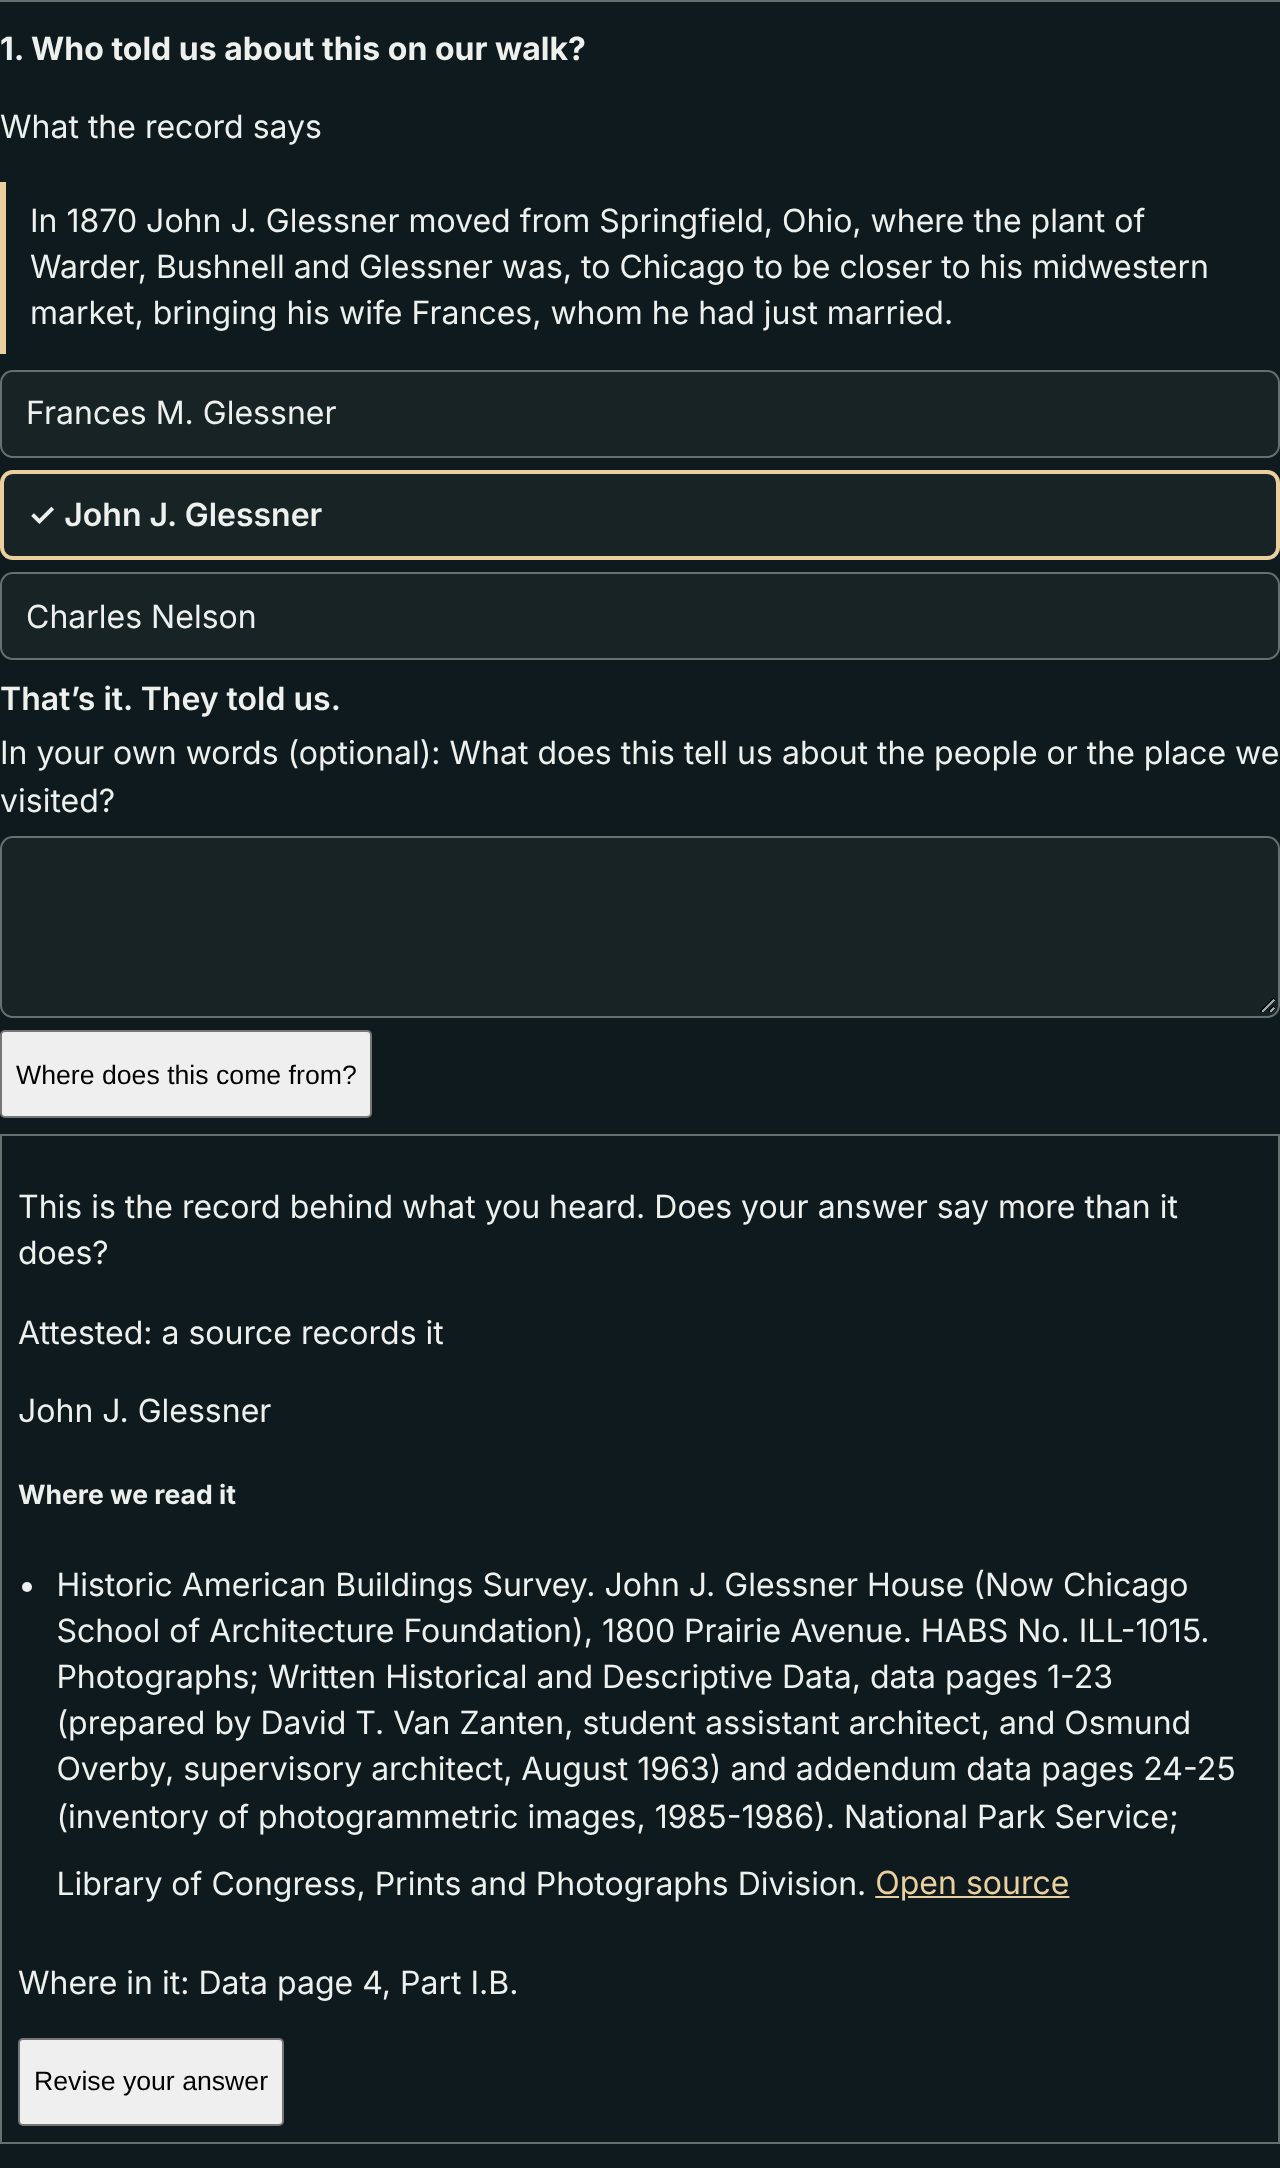 1. Who told us about this on our walk?
What the record says
In 1870 John J. Glessner moved from Springfield, Ohio, where the plant of
Warder, Bushnell and Glessner was, to Chicago to be closer to his midwestern
market, bringing his wife Frances, whom he had just married.
Frances M. Glessner
✓ John J. Glessner
Charles Nelson
That’s it. They told us.
In your own words (optional): What does this tell us about the people or the place we
visited?
Where does this come from?
This is the record behind what you heard. Does your answer say more than it
does?
Attested: a source records it
John J. Glessner
Where we read it
• Historic American Buildings Survey. John J. Glessner House (Now Chicago
School of Architecture Foundation), 1800 Prairie Avenue. HABS No. ILL-1015.
Photographs; Written Historical and Descriptive Data, data pages 1-23
(prepared by David T. Van Zanten, student assistant architect, and Osmund
Overby, supervisory architect, August 1963) and addendum data pages 24-25
(inventory of photogrammetric images, 1985-1986). National Park Service;
Library of Congress, Prints and Photographs Division. Open source
Where in it: Data page 4, Part I.B.
Revise your answer